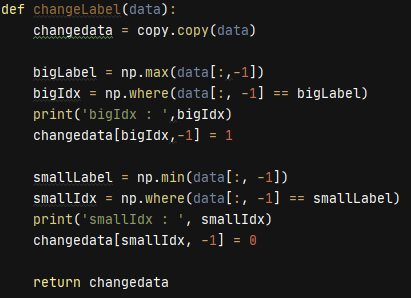 def changeLabel(data):
    changedata = copy.copy(data)

    bigLabel = np.max(data[:,-1])
    bigIdx = np.where(data[:, -1] == bigLabel)
    print('bigIdx : ',bigIdx)
    changedata[bigIdx,-1] = 1

    smallLabel = np.min(data[:, -1])
    smallIdx = np.where(data[:, -1] == smallLabel)
    print('smallIdx : ', smallIdx)
    changedata[smallIdx, -1] = 0

    return changedata